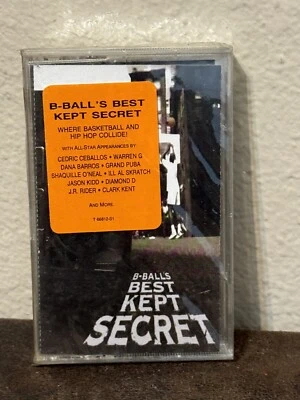 B-BALL'S BEST
KEPT SECRET
WHERE BASKETBALL AND
HIP HOP COLLIDE!
WITH ALL-STAR APPEARANCES BY:
CEDRIC CEBALLOS • WARREN G
DANA BARROS • GRAND PUBA
SHAQUILLE O'NEAL • ILL AL SKRATCH
JASON KIDD • DIAMOND D
J.R. RIDER • CLARK KENT
AND MORE.
B-BALL'S
BEST
KEPT
SECRET